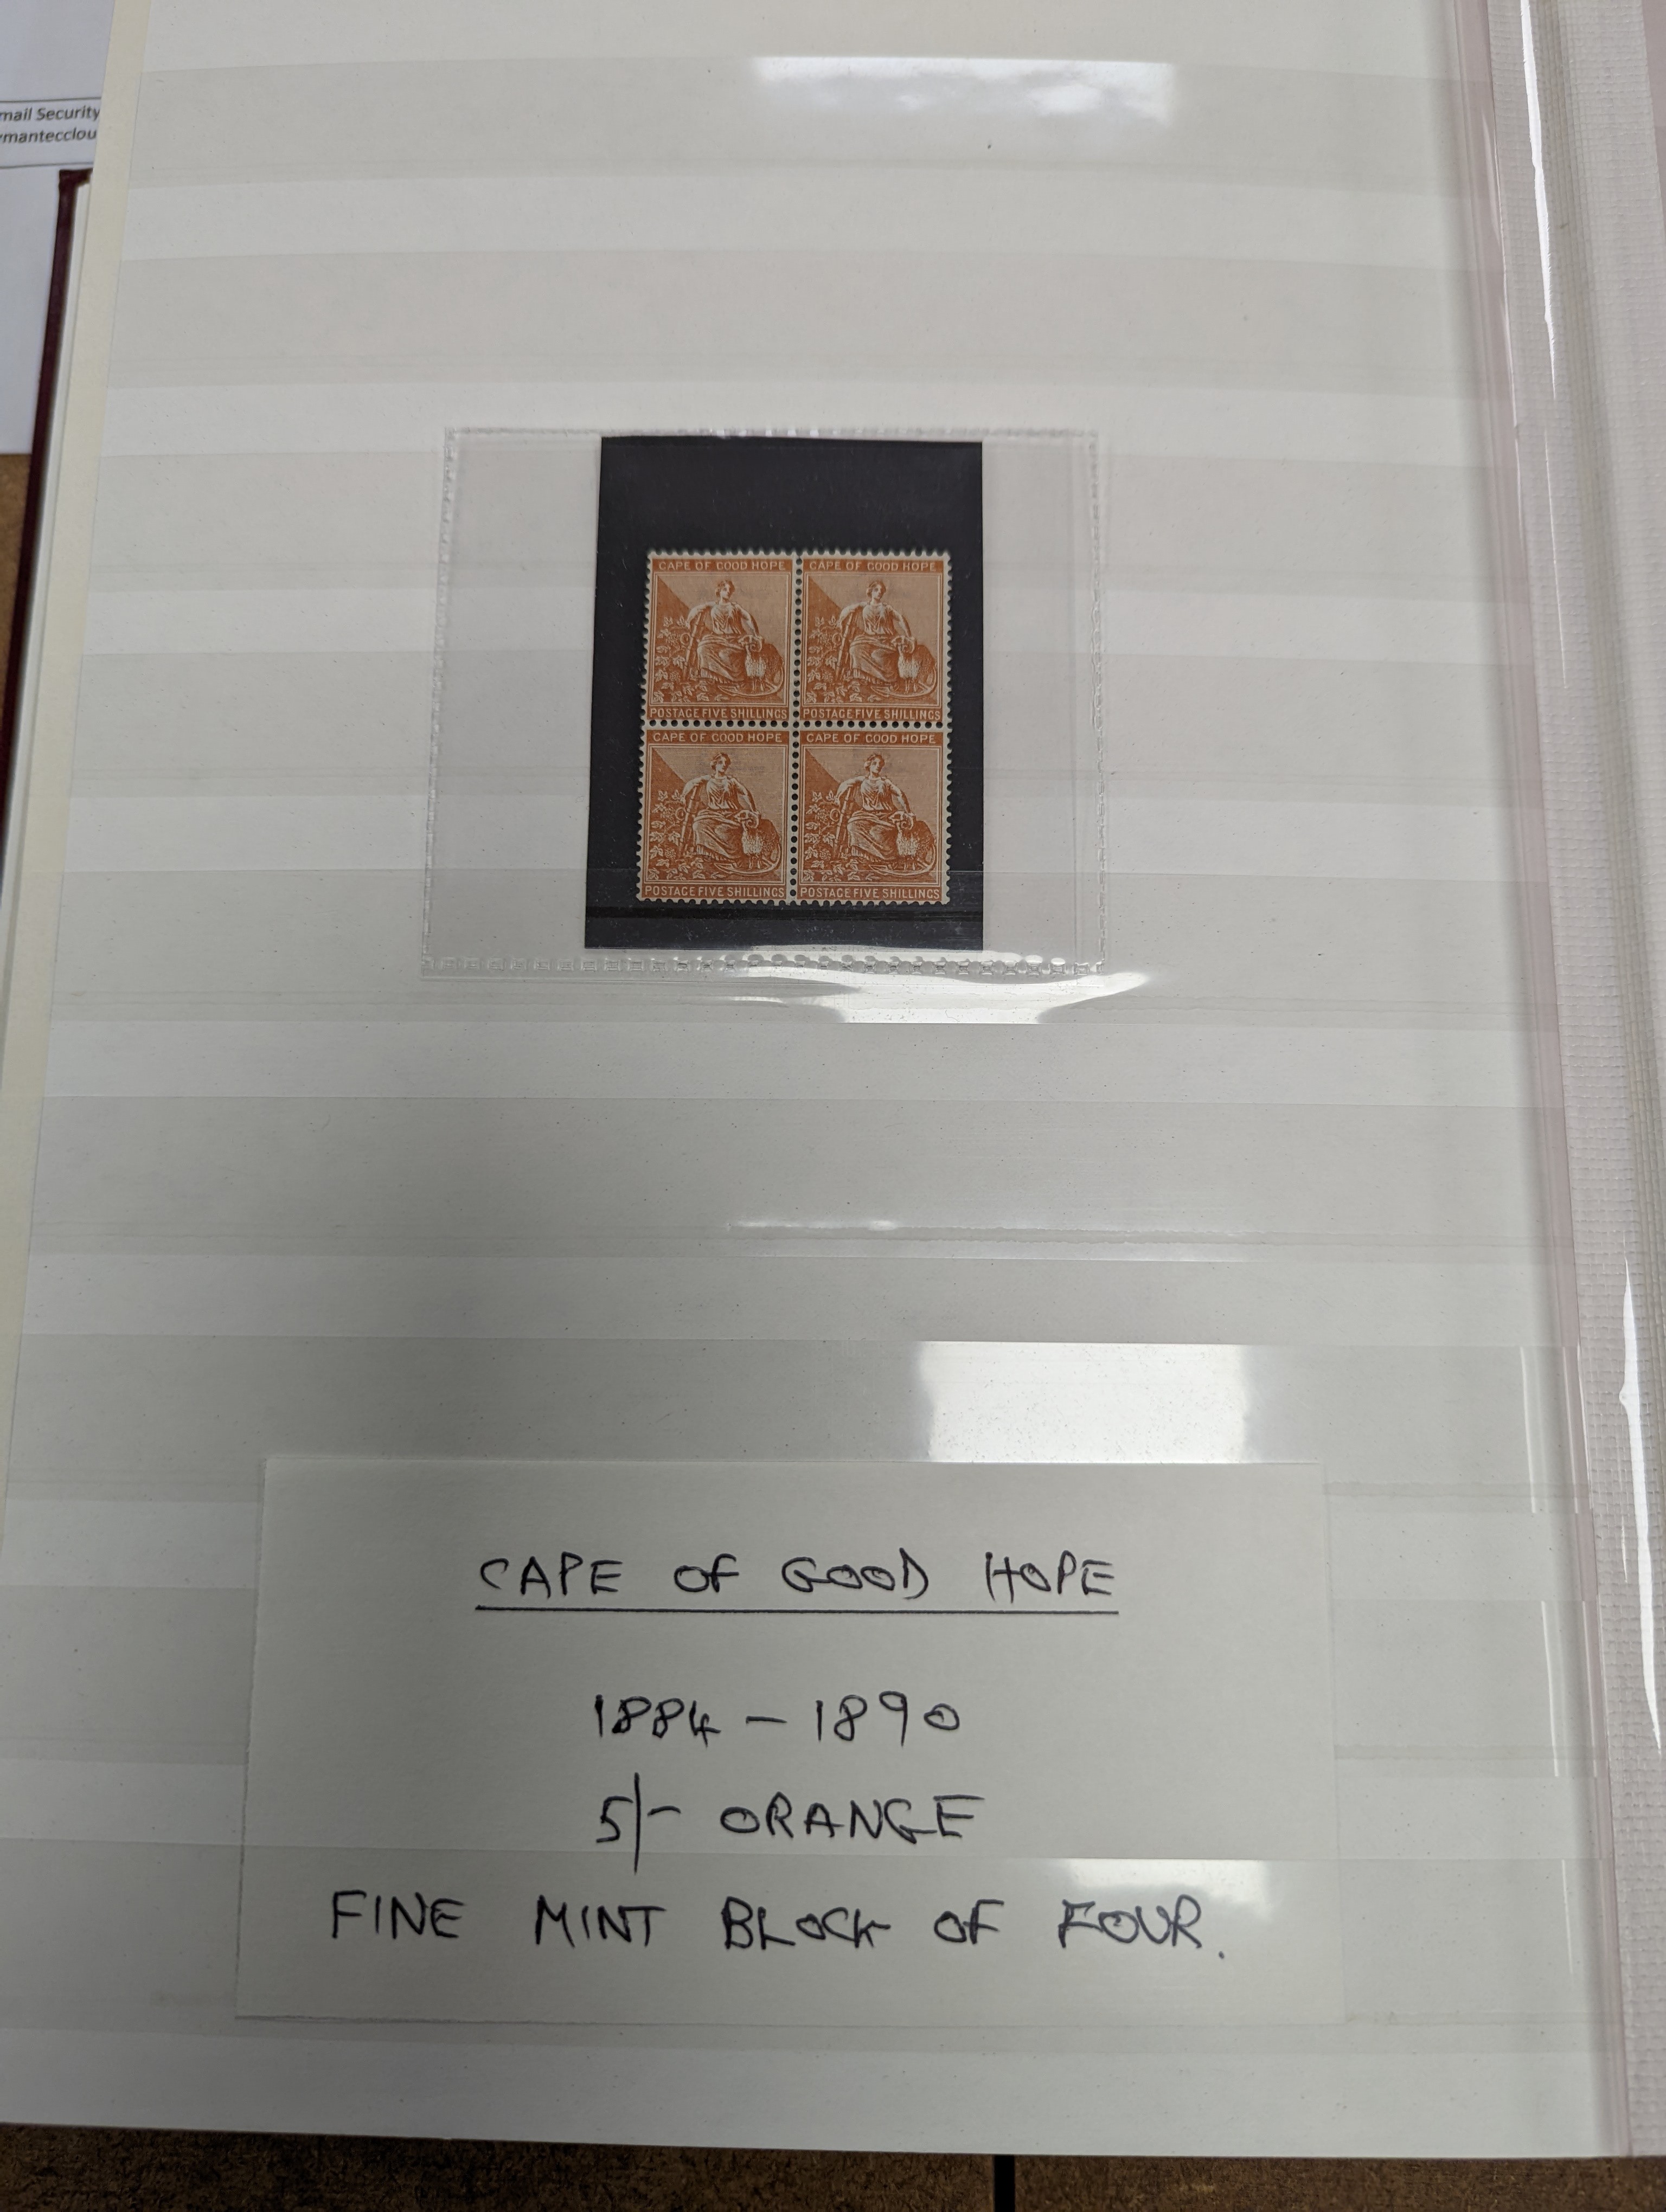 mail Security
ymantecclou
CAPE OF GOOD HOPE CAPE OF GOOD HOPE
POSTAGE FIVE SHILLINGS POSTAGE FIVE SHILLINGS
CAPE OF GOOD HOPE CAPE OF GOOD HOPE
POSTAGE FIVE SHILLINGS POSTAGE FIVE SHILLINGS
CAPE OF GOOD HOPE
1884 - 1890
5/- ORANGE
FINE MINT BLOCK OF FOUR.